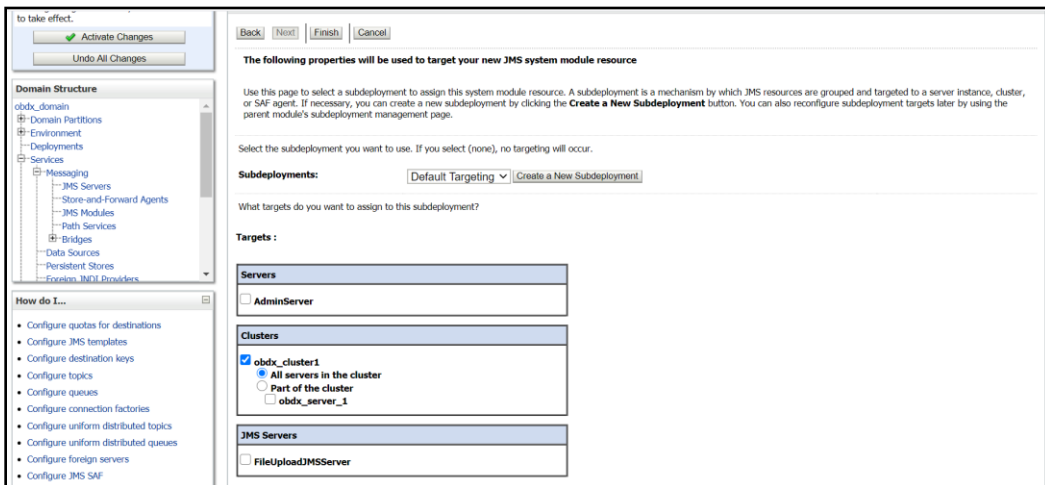 to take effect.
Activate Changes
Undo All Changes
Domain Structure
obdx_domain
Domain Partitions
Environment
Deployments
Services
Messaging
JMS Servers
Store-and-Forward Agents
JMS Modules
Path Services
Bridges
Data Sources
Persistent Stores
Foreign JNDI Providers
How do I...
Configure quotas for destinations
Configure JMS templates
Configure destination keys
Configure topics
Configure queues
Configure connection factories
Configure uniform distributed topics
Configure uniform distributed queues
Configure foreign servers
Configure JMS SAF
Back Next Finish Cancel
The following properties will be used to target your new JMS system module resource
Use this page to select a subdeployment to assign this system module resource. A subdeployment is a mechanism by which JMS resources are grouped and targeted to a server instance, cluster,
or SAF agent. If necessary, you can create a new subdeployment by clicking the Create a New Subdeployment button. You can also reconfigure subdeployment targets later by using the
parent module's subdeployment management page.
Select the subdeployment you want to use. If you select (none), no targeting will occur.
Subdeployments: Default Targeting Create a New Subdeployment
What targets do you want to assign to this subdeployment?
Targets :
Servers
AdminServer
Clusters
obdx_cluster1
All servers in the cluster
Part of the cluster
obdx_server_1
JMS Servers
FileUploadJMSServer